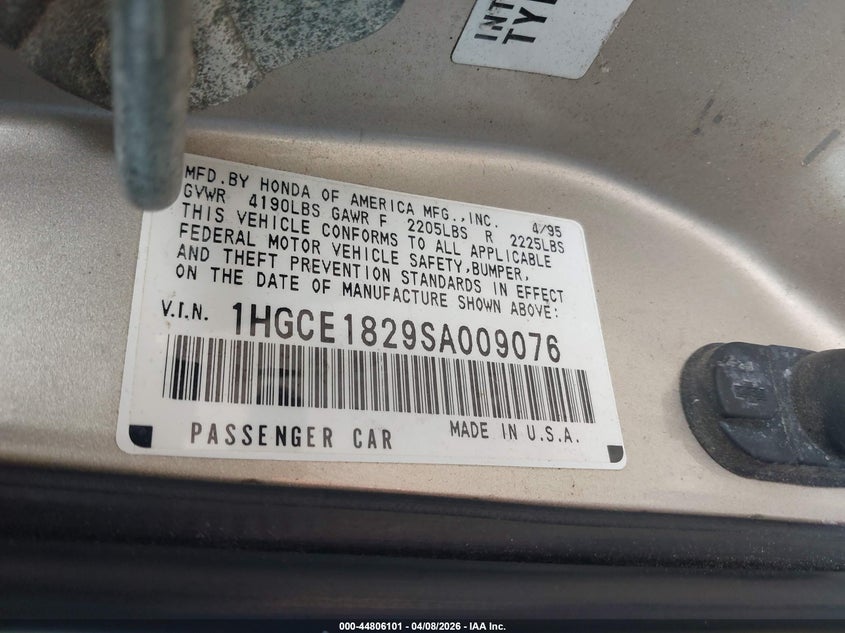 INT
TY
MFD.BY HONDA OF AMERICA MFG.,INC. 4/95
GVWR 4190LBS GAWR F 2205LBS R 2225LBS
THIS VEHICLE CONFORMS TO ALL APPLICABLE
FEDERAL MOTOR VEHICLE SAFETY,BUMPER,
AND THEFT PREVENTION STANDARDS IN EFFECT
ON THE DATE OF MANUFACTURE SHOWN ABOVE:
V.I.N. 1HGCE1829SA009076
PASSENGER CAR MADE IN U.S.A.
000-44806101 - 04/08/2026 - IAA Inc.